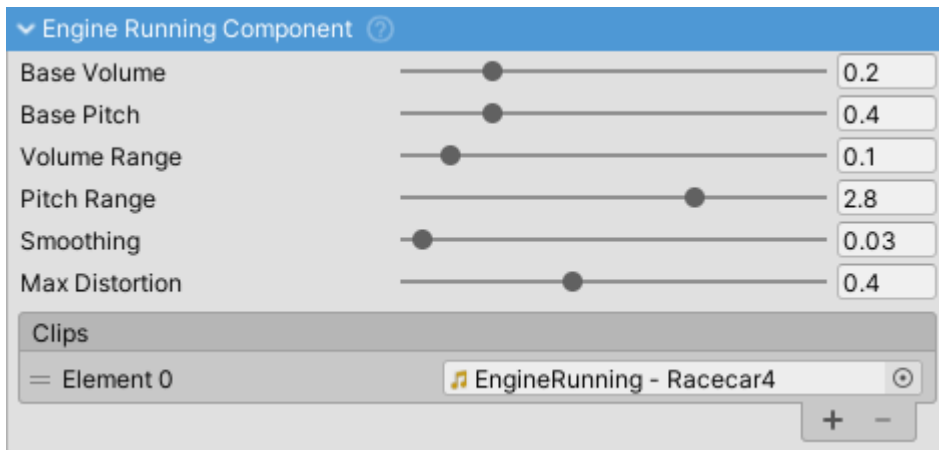 Engine Running Component ?
Base Volume 0.2
Base Pitch 0.4
Volume Range 0.1
Pitch Range 2.8
Smoothing 0.03
Max Distortion 0.4
Clips
Element 0 EngineRunning - Racecar4
+ −